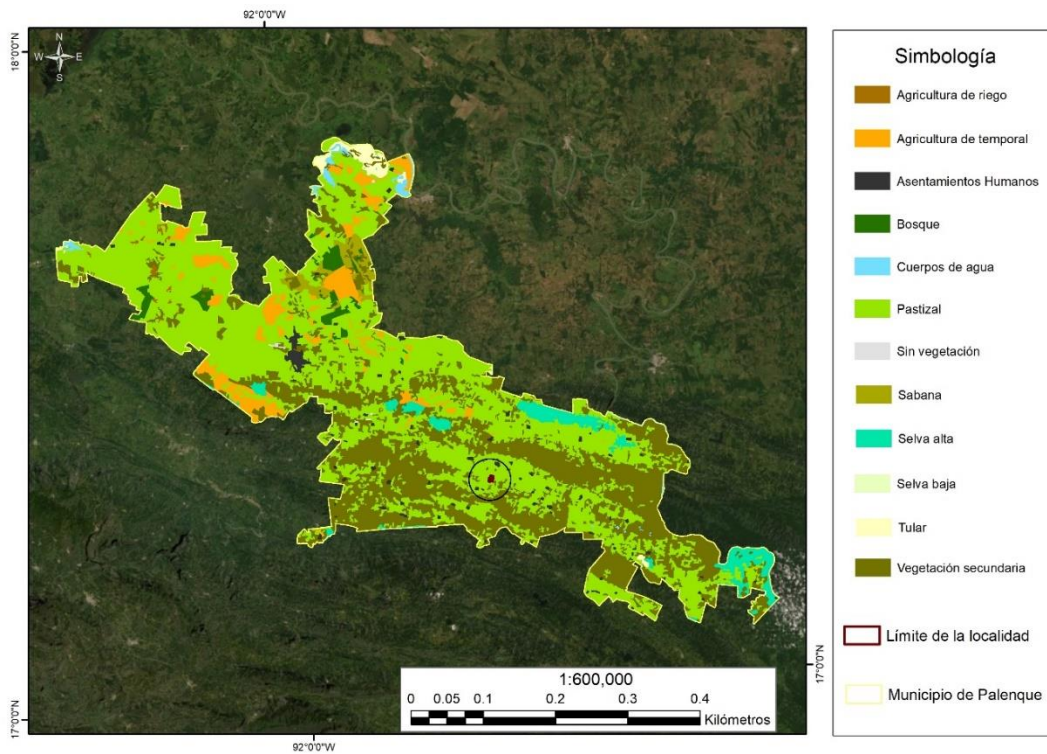 92°0'0"W
18°0'0"N
N
W E
S
Simbología
Agricultura de riego
Agricultura de temporal
Asentamientos Humanos
Bosque
Cuerpos de agua
Pastizal
Sin vegetación
Sabana
Selva alta
Selva baja
Tular
Vegetación secundaria
Límite de la localidad
Municipio de Palenque
1:600,000
0 0.05 0.1 0.2 0.3 0.4
Kilómetros
17°0'0"N
17°0'0"N
92°0'0"W